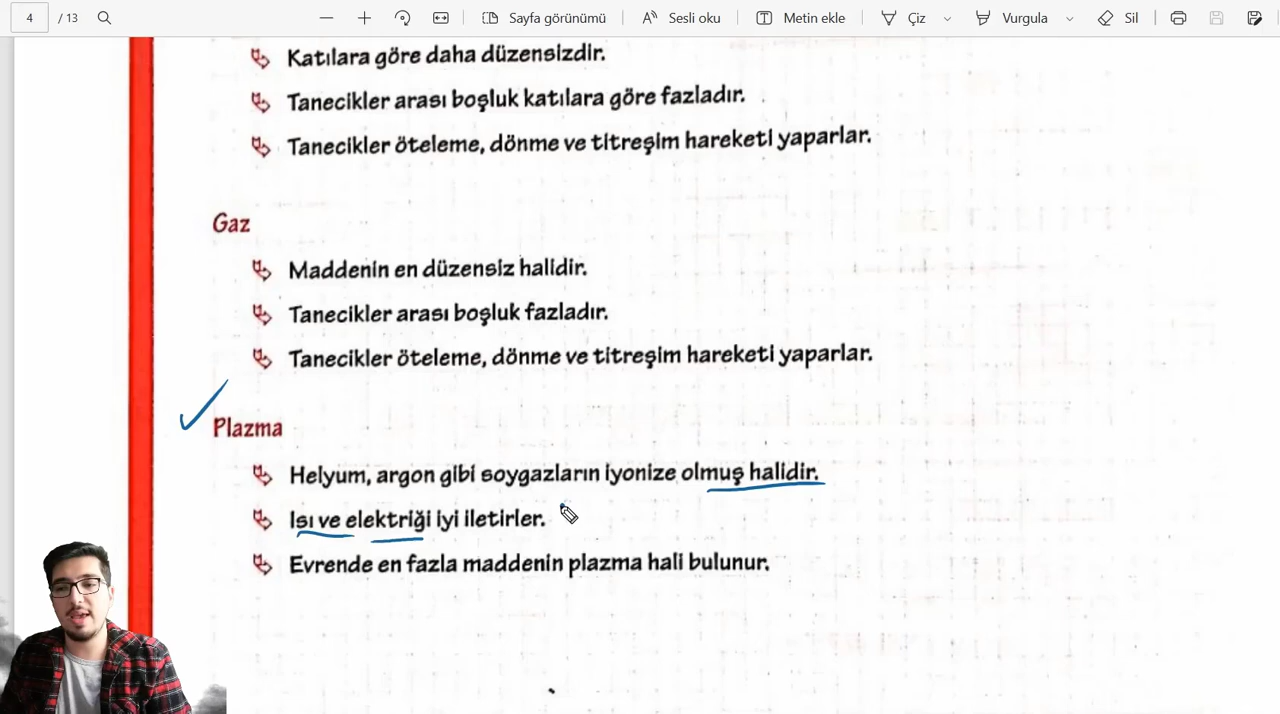 4 / 13 Sayfa görünümü Sesli oku Metin ekle Çiz Vurgula Sil
Katılara göre daha düzensizdir.
Tanecikler arası boşluk katılara göre fazladır.
Tanecikler öteleme, dönme ve titreşim hareketi yaparlar.
Gaz
Maddenin en düzensiz halidir.
Tanecikler arası boşluk fazladır.
Tanecikler öteleme, dönme ve titreşim hareketi yaparlar.
Plazma
Helyum, argon gibi soygazların iyonize olmuş halidir.
Isı ve elektriği iyi iletirler.
Evrende en fazla maddenin plazma hali bulunur.